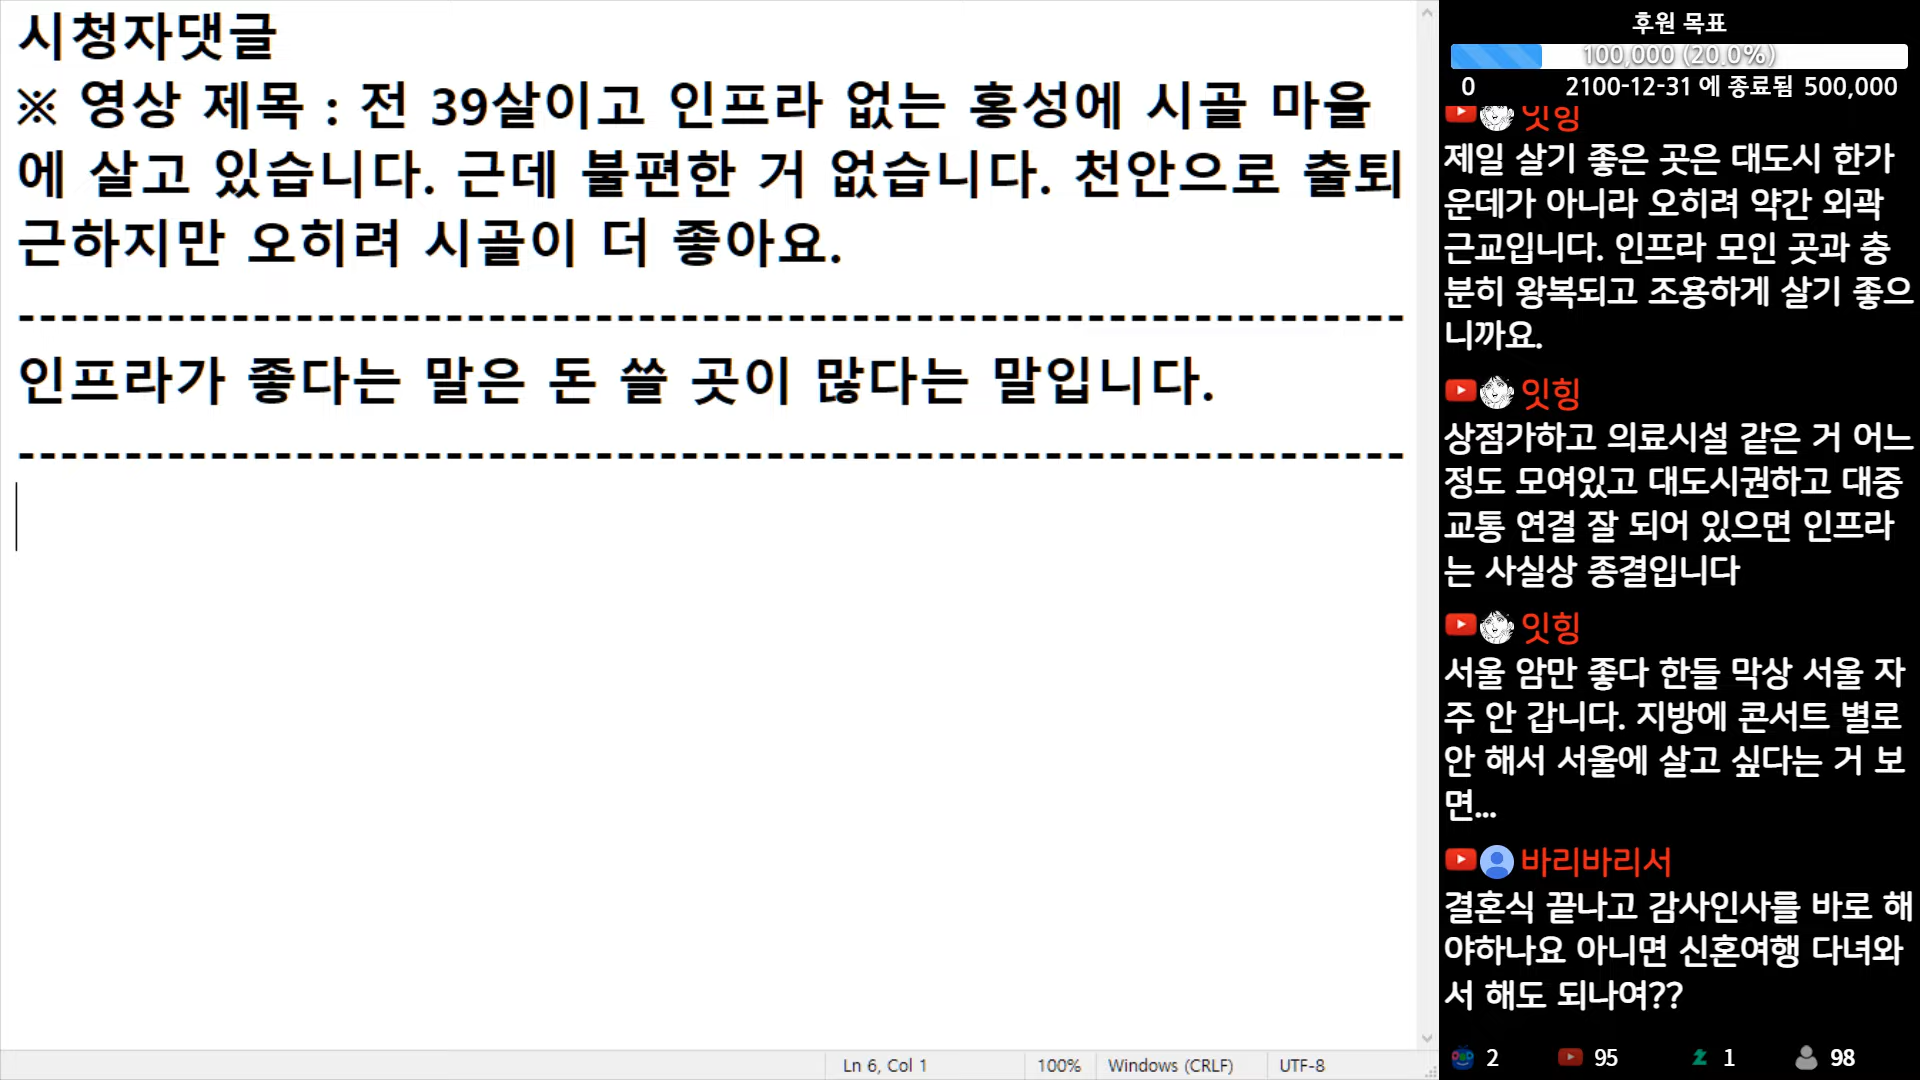 시청자댓글
※ 영상 제목 : 전 39살이고 인프라 없는 홍성에 시골 마을
에 살고 있습니다. 근데 불편한 거 없습니다. 천안으로 출퇴
근하지만 오히려 시골이 더 좋아요.
-----------------------------------------------------------------
인프라가 좋다는 말은 돈 쓸 곳이 많다는 말입니다.
-----------------------------------------------------------------
Ln 6, Col 1
100%
Windows (CRLF)
UTF-8
후원 목표
100,000 (20.0%)
0
2100-12-31 에 종료됨 500,000
잇힝
제일 살기 좋은 곳은 대도시 한가
운데가 아니라 오히려 약간 외곽
근교입니다. 인프라 모인 곳과 충
분히 왕복되고 조용하게 살기 좋으
니까요.
잇힝
상점가하고 의료시설 같은 거 어느
정도 모여있고 대도시권하고 대중
교통 연결 잘 되어 있으면 인프라
는 사실상 종결입니다
잇힝
서울 암만 좋다 한들 막상 서울 자
주 안 갑니다. 지방에 콘서트 별로
안 해서 서울에 살고 싶다는 거 보
면...
바리바리서
결혼식 끝나고 감사인사를 바로 해
야하나요 아니면 신혼여행 다녀와
서 해도 되나여??
2
95
1
98